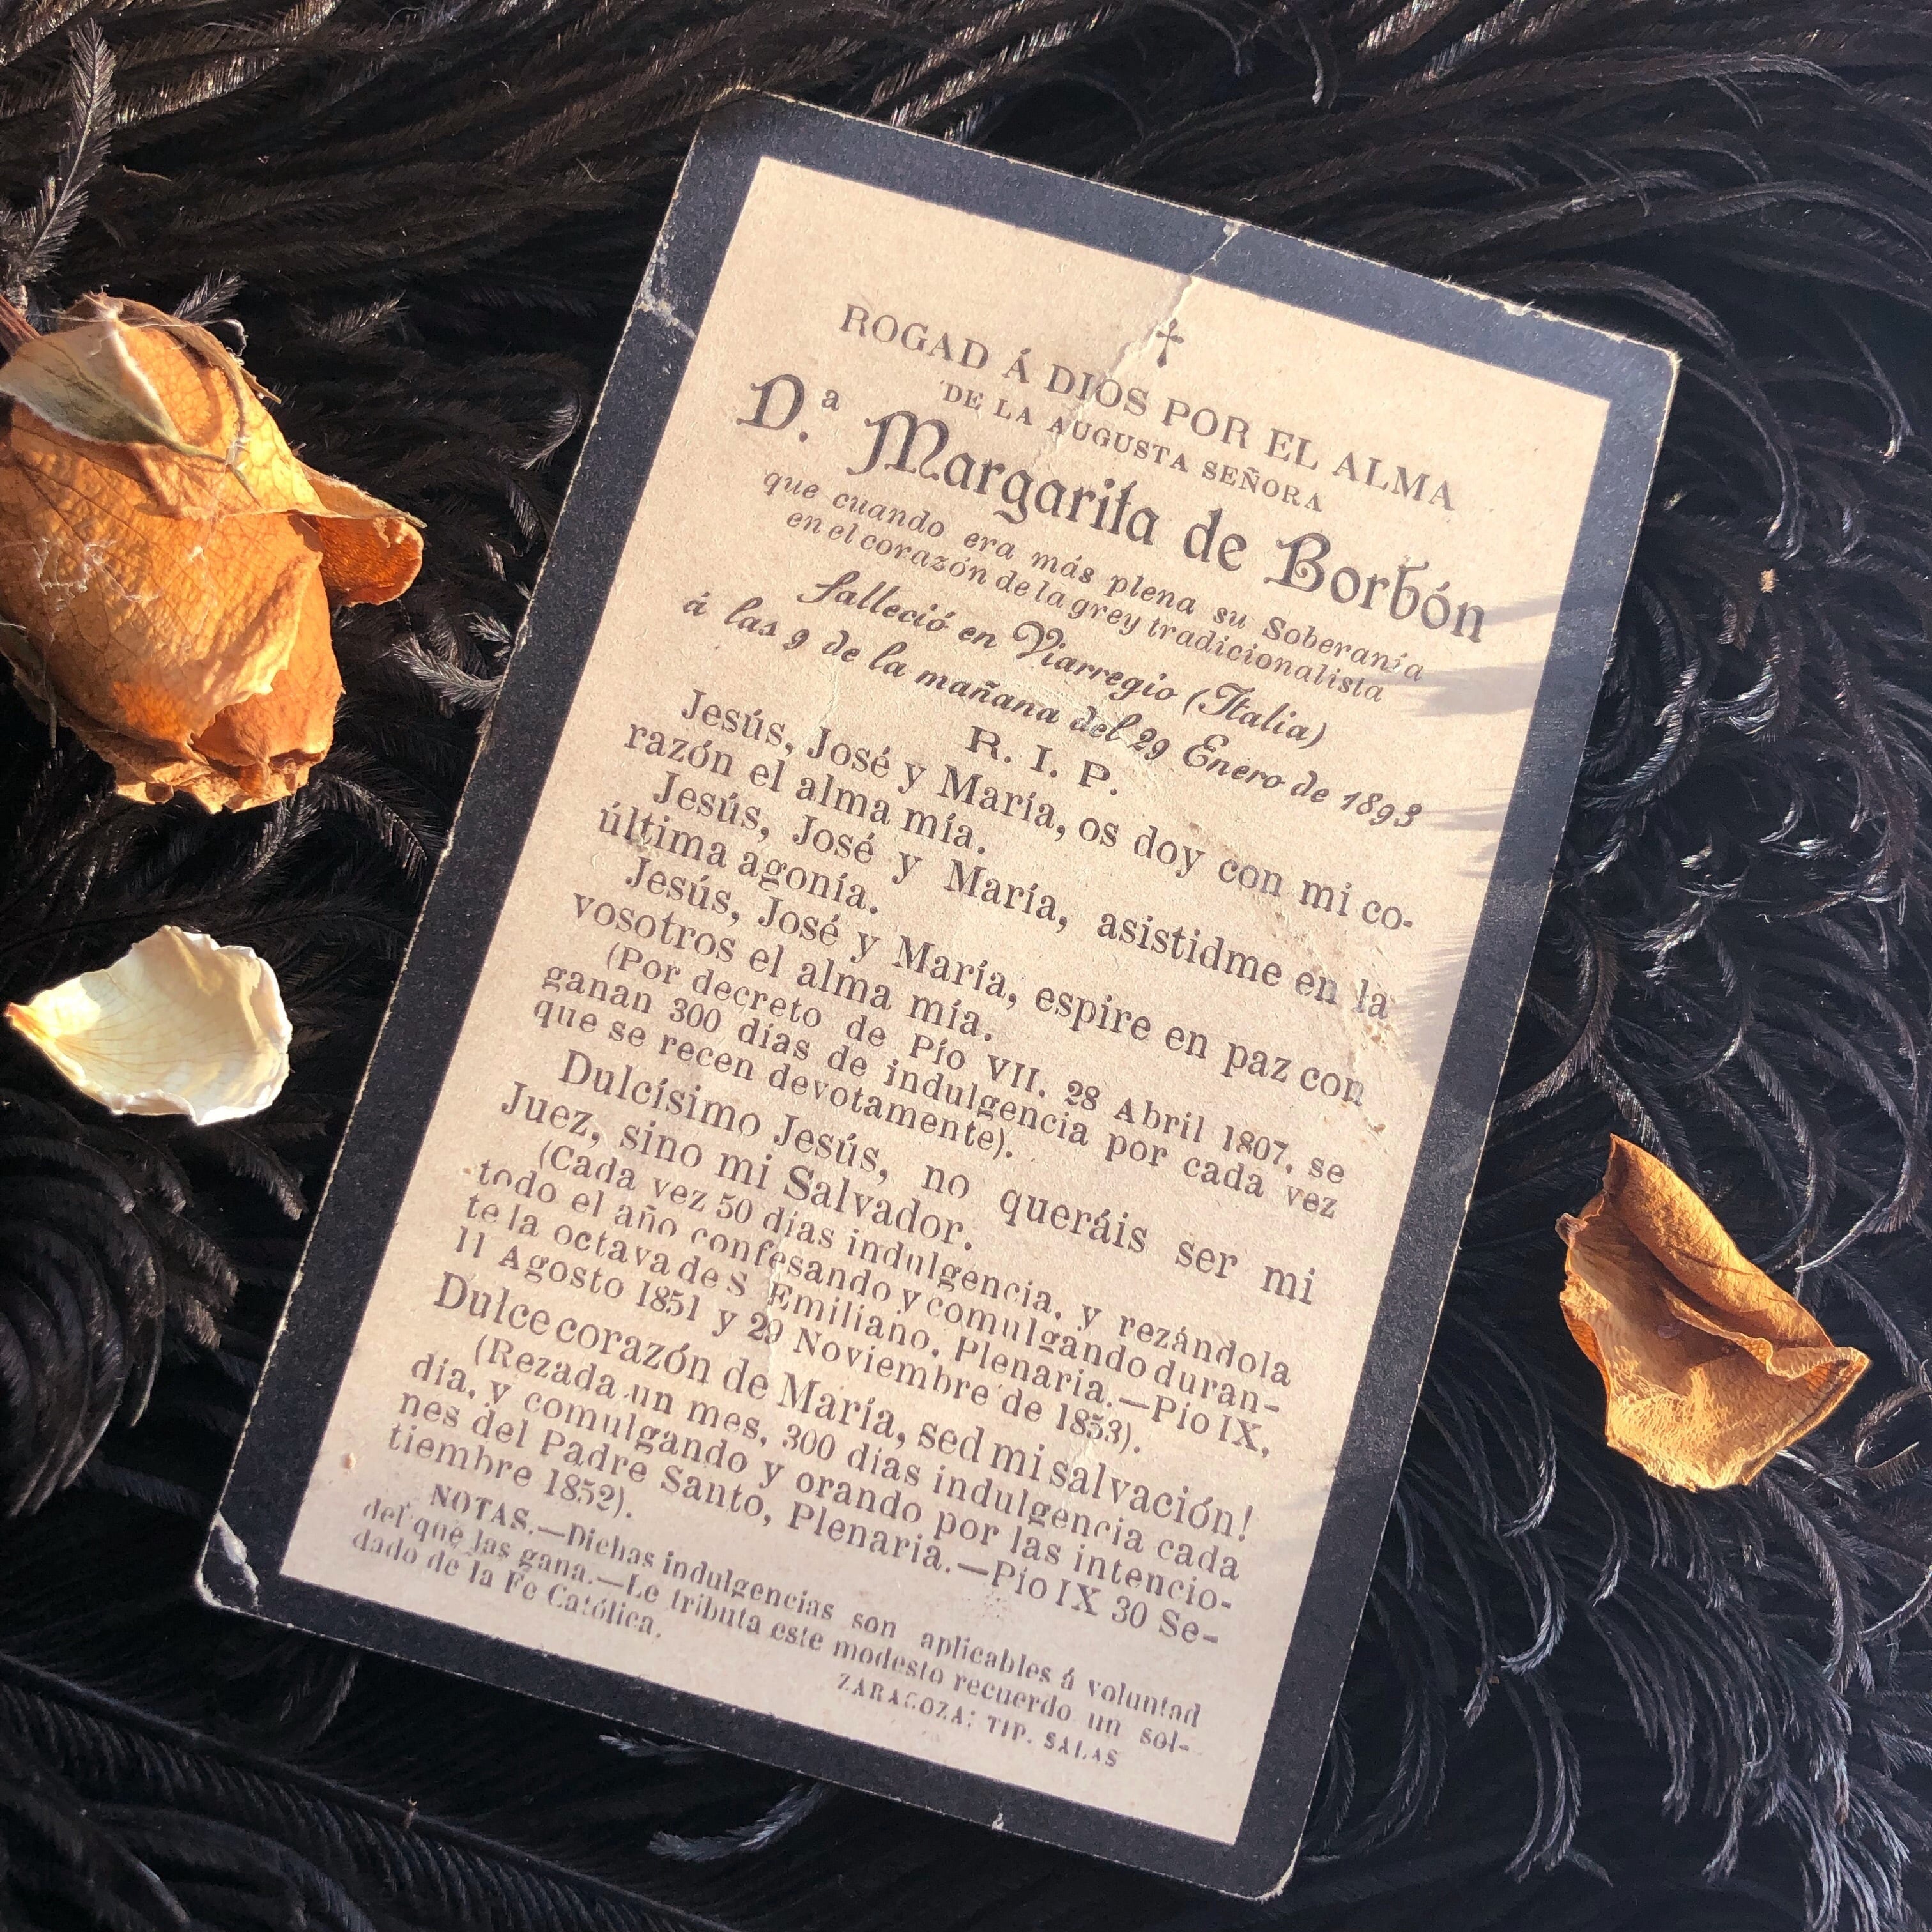 ✝
ROGAD Á DIOS POR EL ALMA
DE LA AUGUSTA SEÑORA
D.ª Margarita de Borbón
que cuando era más plena su Soberanía
en el corazón de la grey tradicionalista
falleció en Viarregio (Italia)
á las 9 de la mañana del 29 Enero de 1893
R. I. P.
Jesús, José y María, os doy con mi co-
razón el alma mía.
Jesús, José y María, asistidme en la
última agonía.
Jesús, José y María, espire en paz con
vosotros el alma mía.
(Por decreto de Pío VII. 28 Abril 1807, se
ganan 300 días de indulgencia por cada vez
que se recen devotamente).
Dulcísimo Jesús, no queráis ser mi
Juez, sino mi Salvador.
(Cada vez 50 días indulgencia, y rezándola
todo el año confesando y comulgando duran-
te la octava de S Emiliano, Plenaria.—Pío IX,
11 Agosto 1851 y 29 Noviembre de 1853).
Dulce corazón de María, sed mi salvación!
(Rezada un mes, 300 días indulgencia cada
día, y comulgando y orando por las intencio-
nes del Padre Santo, Plenaria.—Pío IX 30 Se-
tiembre 1852).
NOTAS.—Dichas indulgencias son aplicables á voluntad
del que las gana.—Le tributa este modesto recuerdo un sol-
dado de la Fe Católica.
ZARAGOZA: TIP. SALAS